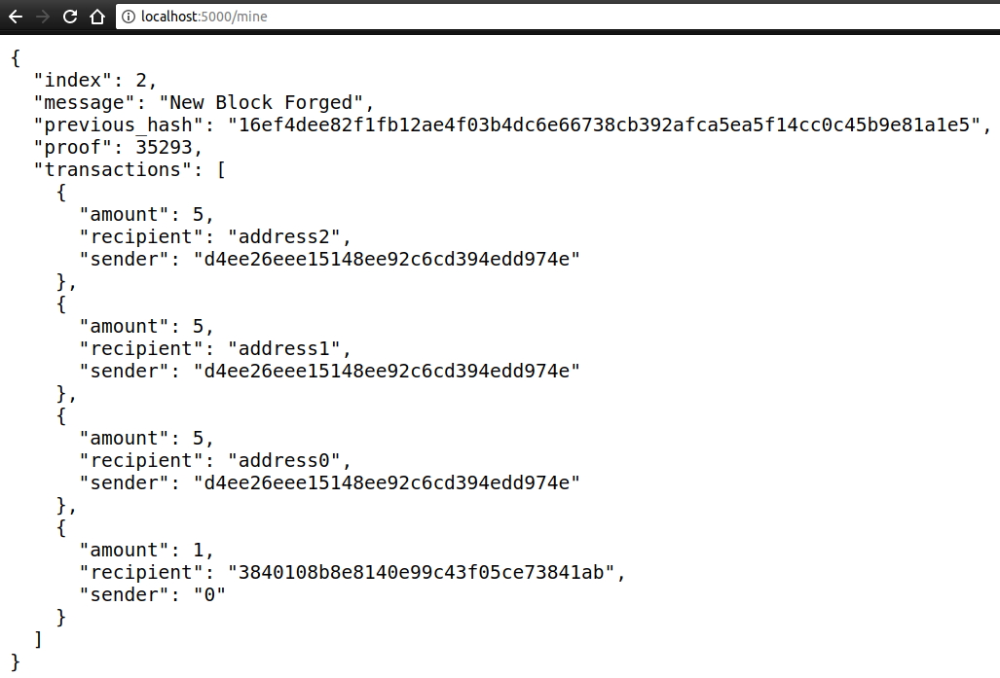 localhost:5000/mine
{
  "index": 2,
  "message": "New Block Forged",
  "previous_hash": "16ef4dee82f1fb12ae4f03b4dc6e66738cb392afca5ea5f14cc0c45b9e81a1e5",
  "proof": 35293,
  "transactions": [
    {
      "amount": 5,
      "recipient": "address2",
      "sender": "d4ee26eee15148ee92c6cd394edd974e"
    },
    {
      "amount": 5,
      "recipient": "address1",
      "sender": "d4ee26eee15148ee92c6cd394edd974e"
    },
    {
      "amount": 5,
      "recipient": "address0",
      "sender": "d4ee26eee15148ee92c6cd394edd974e"
    },
    {
      "amount": 1,
      "recipient": "3840108b8e8140e99c43f05ce73841ab",
      "sender": "0"
    }
  ]
}